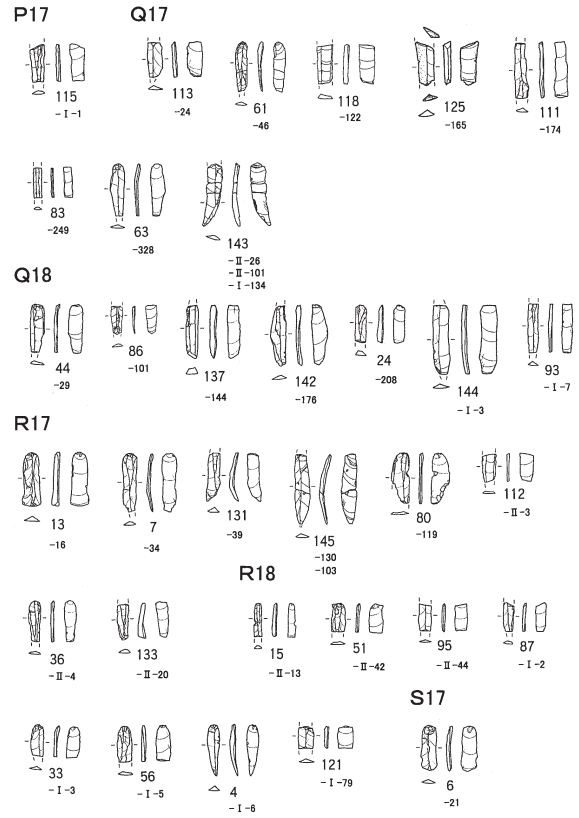 P17 Q17
115 113 61 118 125 111
-Ⅰ-1 -24 -46 -122 -165 -174
83 63 143
-249 -328 -Ⅱ-26
-Ⅱ-101
-Ⅰ-134
Q18
44 86 137 142 24 144 93
-29 -101 -144 -176 -208 -Ⅰ-3 -Ⅰ-7
R17
13 7 131 145 80 112
-16 -34 -39 -130 -119 -Ⅱ-3
-103
R18
36 133 15 51 95 87
-Ⅱ-4 -Ⅱ-20 -Ⅱ-13 -Ⅱ-42 -Ⅱ-44 -Ⅰ-2
S17
33 56 4 121 6
-Ⅰ-3 -Ⅰ-5 -Ⅰ-6 -Ⅰ-79 -21